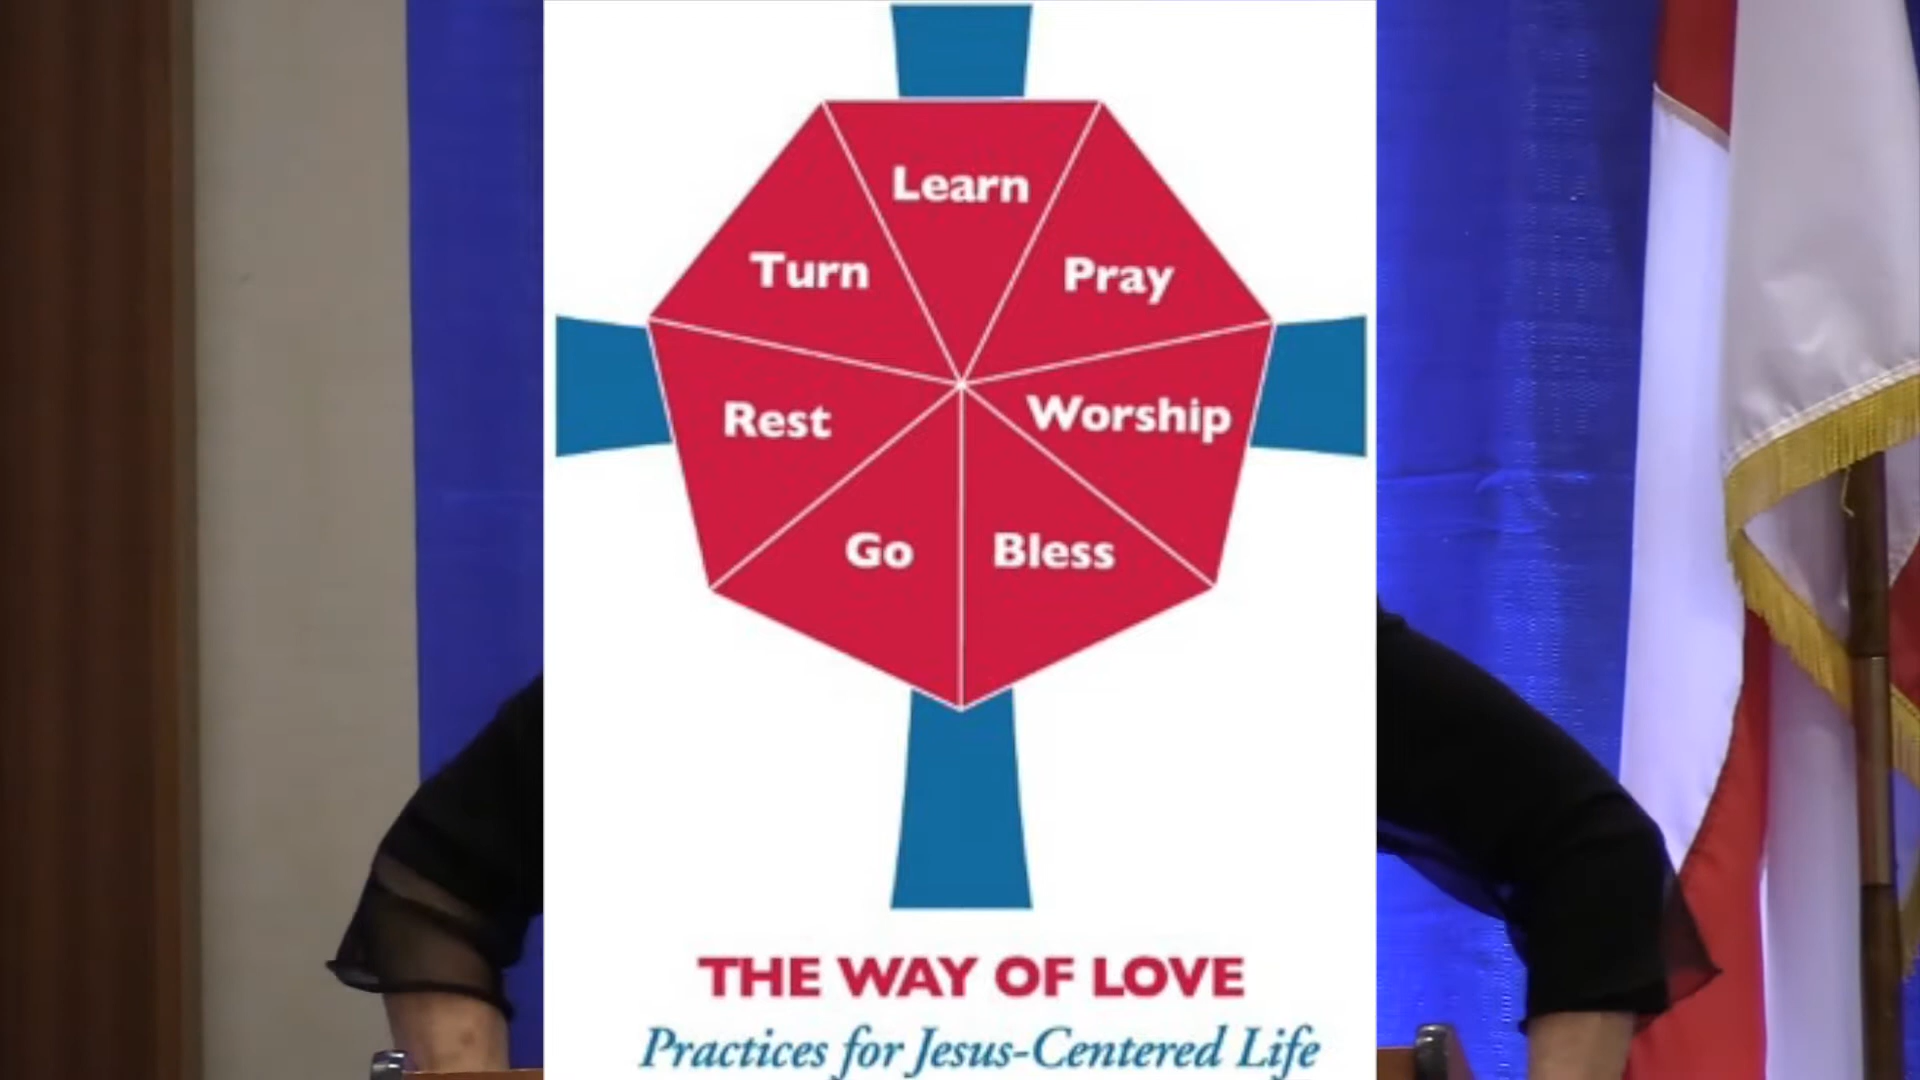 Learn
Turn
Pray
Rest
Worship
Go
Bless
THE WAY OF LOVE
Practices for Jesus-Centered Life